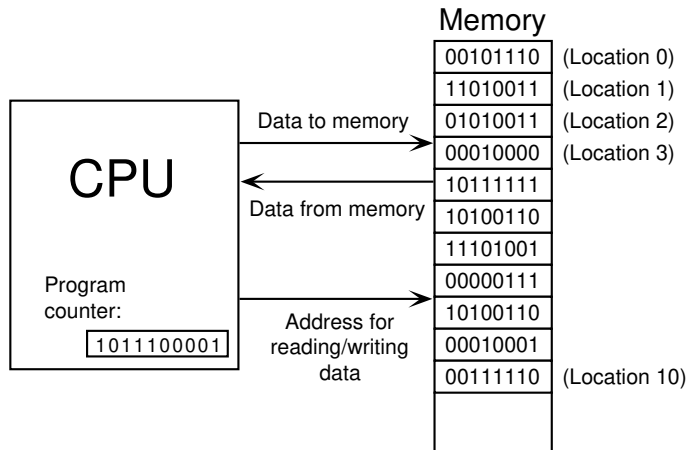 Memory
00101110 (Location 0)
11010011 (Location 1)
01010011 (Location 2)
00010000 (Location 3)
10111111
10100110
11101001
00000111
10100110
00010001
00111110 (Location 10)
Data to memory
Data from memory
Address for
reading/writing
data
CPU
Program
counter:
1011100001